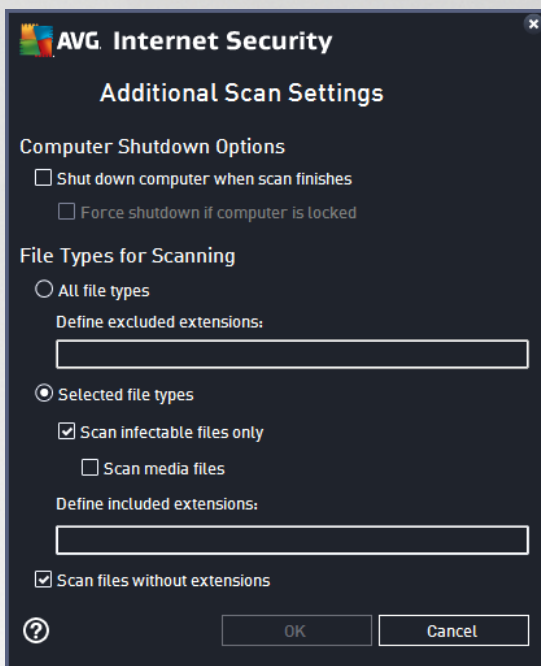 AVG Internet Security
Additional Scan Settings
Computer Shutdown Options
Shut down computer when scan finishes
Force shutdown if computer is locked
File Types for Scanning
All file types
Define excluded extensions:
Selected file types
Scan infectable files only
Scan media files
Define included extensions:
Scan files without extensions
? OK Cancel